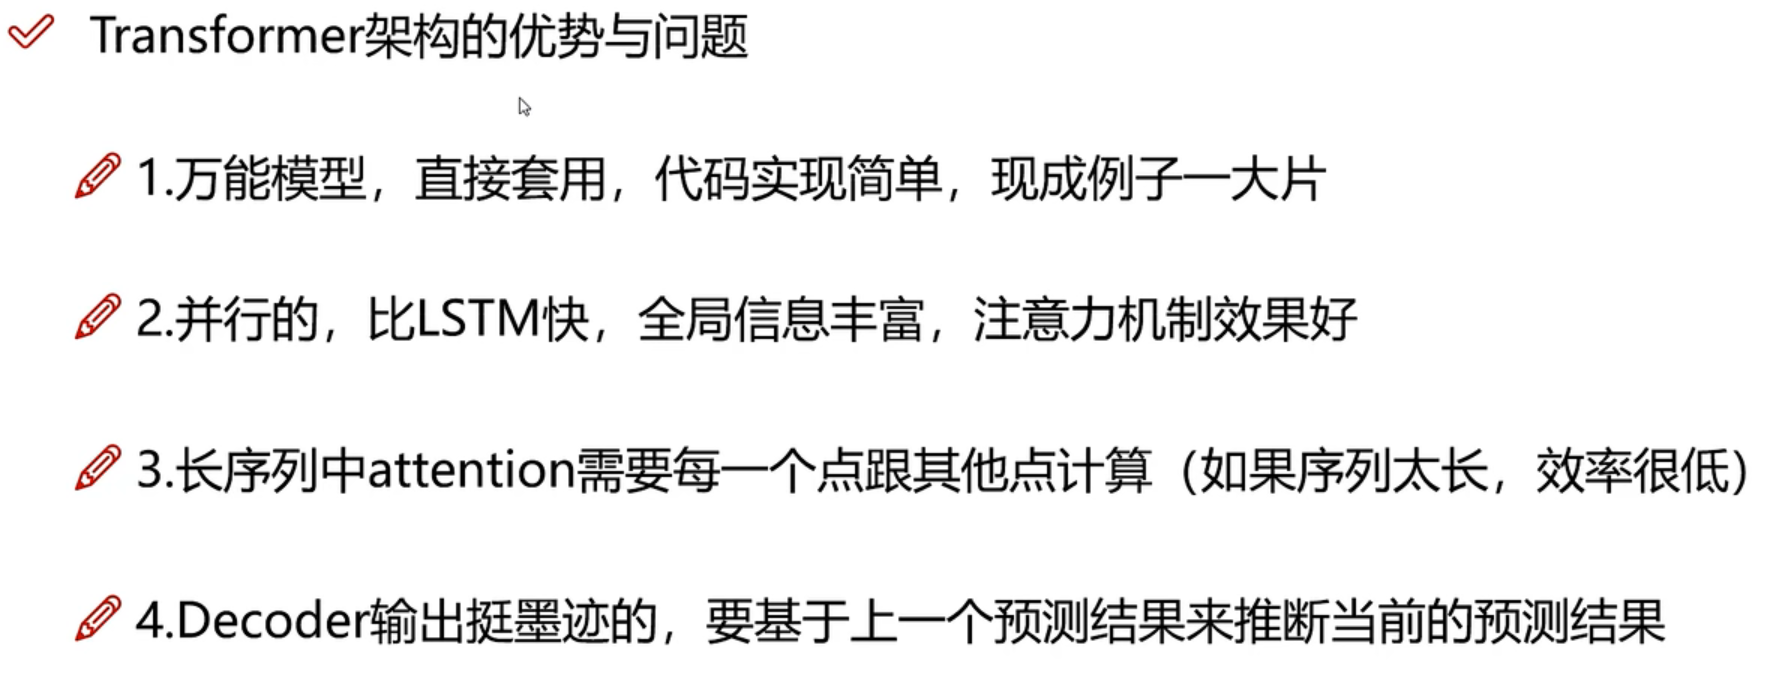 Transformer架构的优势与问题
1.万能模型，直接套用，代码实现简单，现成例子一大片
2.并行的，比LSTM快，全局信息丰富，注意力机制效果好
3.长序列中attention需要每一个点跟其他点计算（如果序列太长，效率很低）
4.Decoder输出挺墨迹的，要基于上一个预测结果来推断当前的预测结果